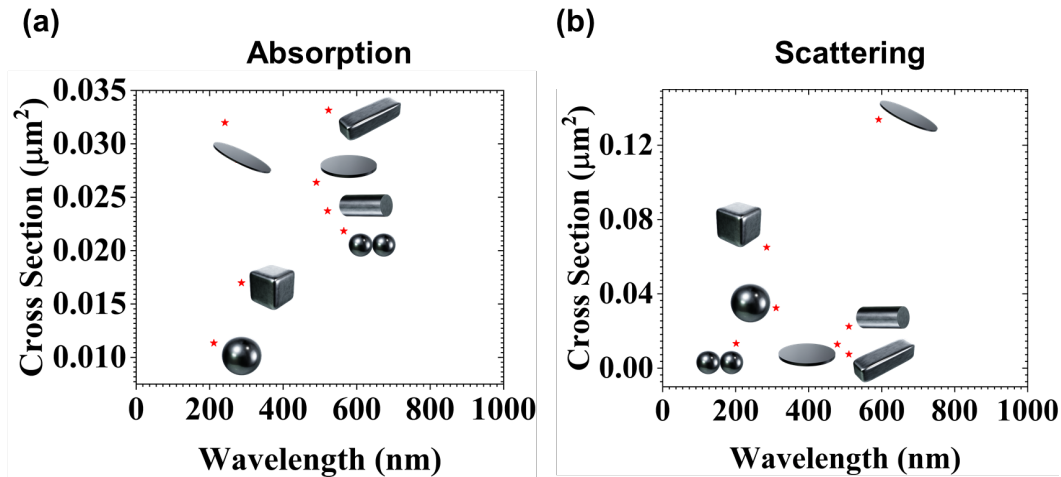 (a)
Absorption
Cross Section (μm²)
0.035
0.030
0.025
0.020
0.015
0.010
0 200 400 600 800 1000
Wavelength (nm)
(b)
Scattering
Cross Section (μm²)
0.12
0.08
0.04
0.00
0 200 400 600 800 1000
Wavelength (nm)